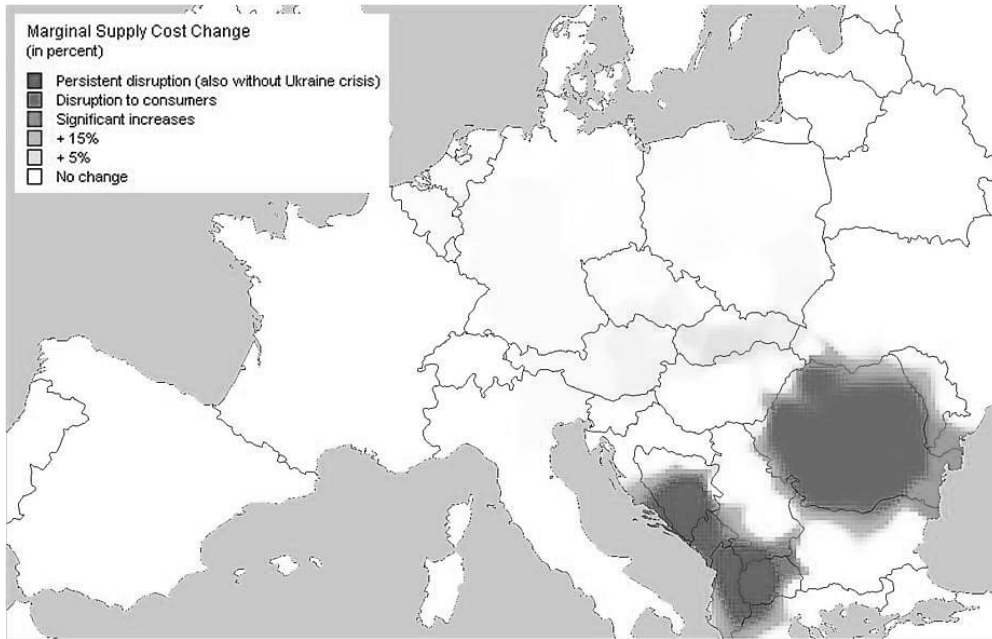 Marginal Supply Cost Change
(in percent)
Persistent disruption (also without Ukraine crisis)
Disruption to consumers
Significant increases
+ 15%
+ 5%
No change